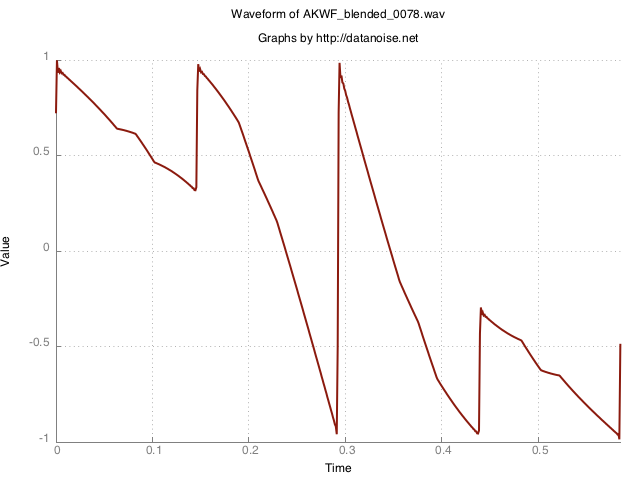 Waveform of AKWF_blended_0078.wav
Graphs by http://datanoise.net
1
0.5
0
-0.5
-1
Value
0
0.1
0.2
0.3
0.4
0.5
Time